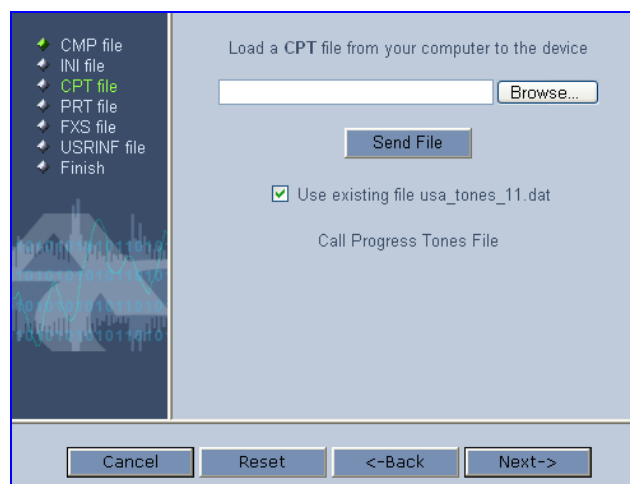 CMP file
INI file
CPT file
PRT file
FXS file
USRINF file
Finish
Load a CPT file from your computer to the device
Browse...
Send File
Use existing file usa_tones_11.dat
Call Progress Tones File
Cancel
Reset
<-Back
Next->